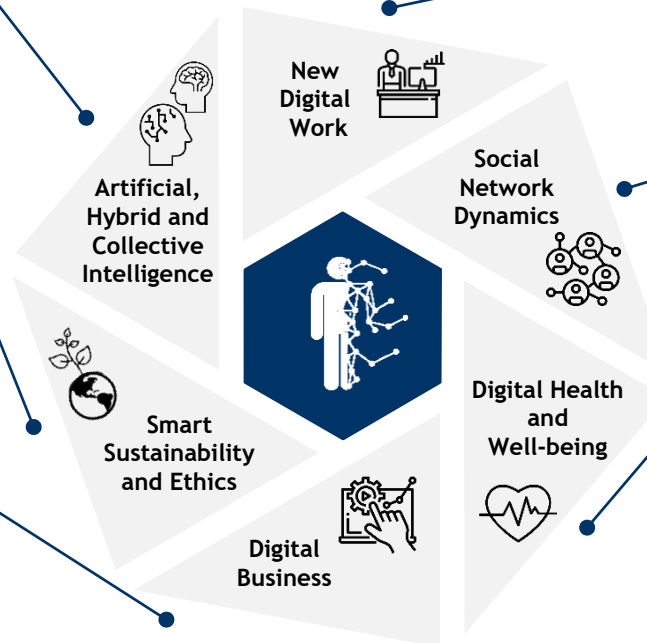 New
Digital
Work
Social
Network
Dynamics
Digital Health
and
Well-being
Digital
Business
Smart
Sustainability
and Ethics
Artificial,
Hybrid and
Collective
Intelligence